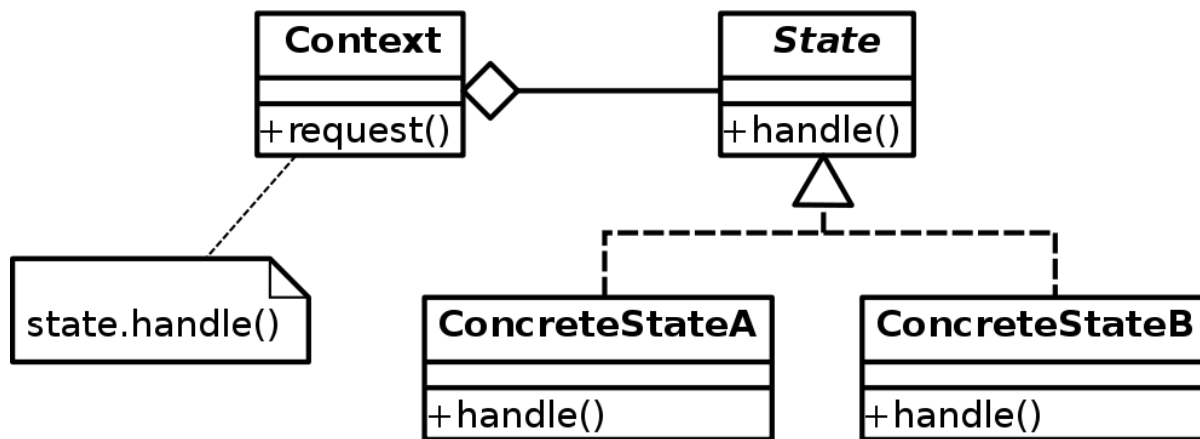 Context
+request()
State
+handle()
state.handle()
ConcreteStateA
+handle()
ConcreteStateB
+handle()